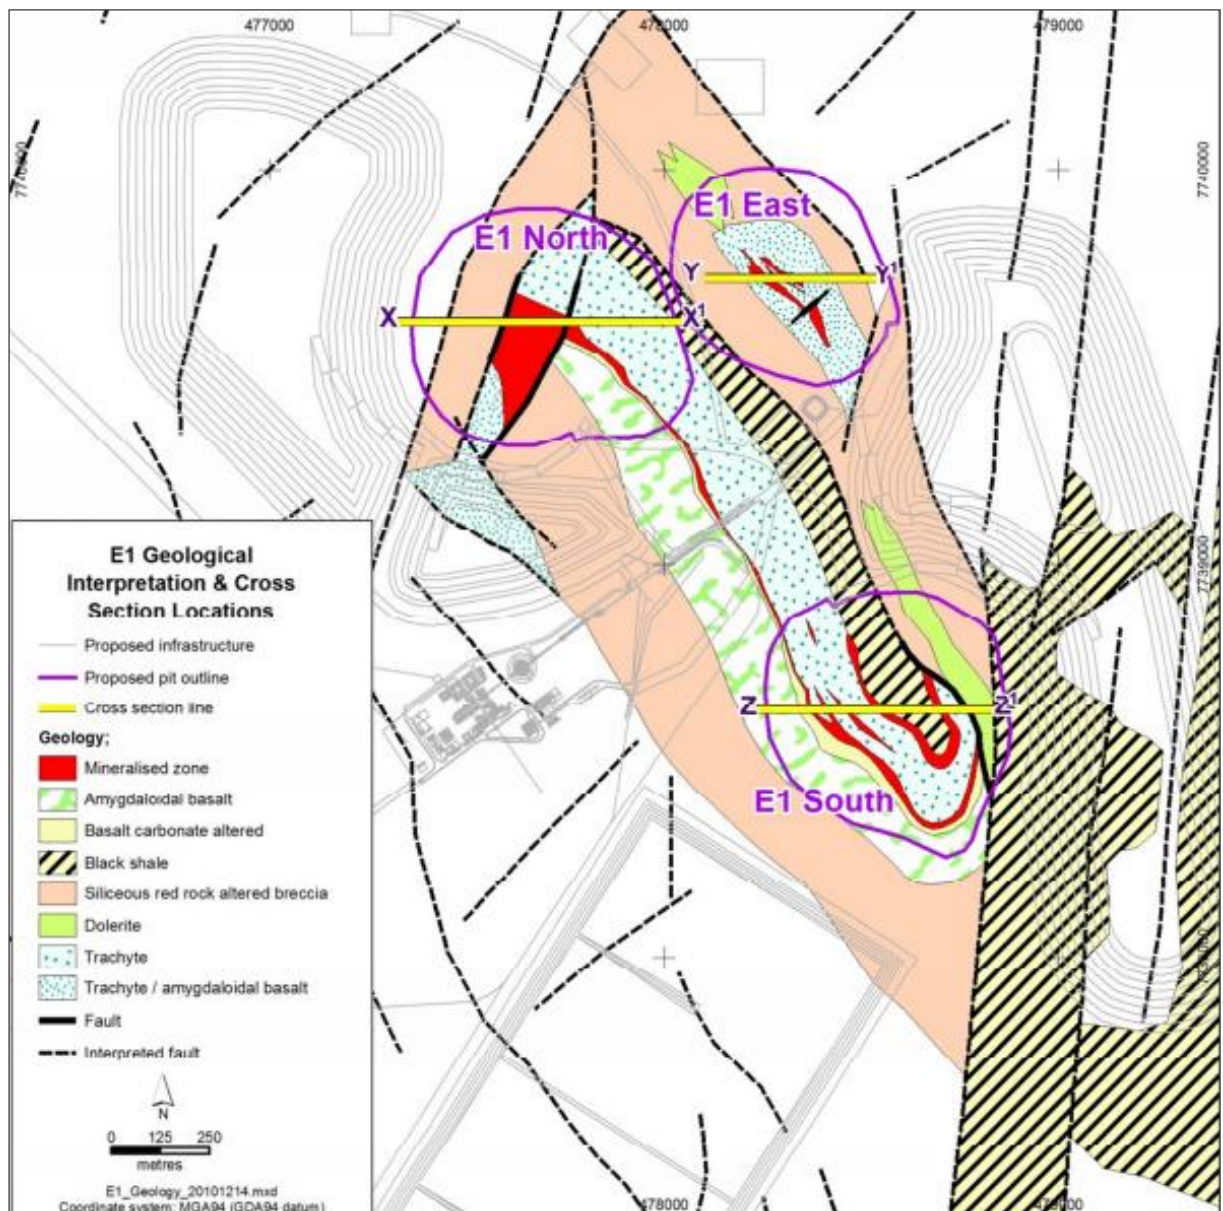 477000
478000
479000
7740000
7740000
E1 East
E1 North
Y
Y¹
X
X¹
7739000
Z
Z¹
E1 South
478000
479000
E1 Geological
Interpretation & Cross
Section Locations
Proposed infrastructure
Proposed pit outline
Cross section line
Geology;
Mineralised zone
Amygdaloidal basalt
Basalt carbonate altered
Black shale
Siliceous red rock altered breccia
Dolerite
Trachyte
Trachyte / amygdaloidal basalt
Fault
Interpreted fault
N
0 125 250
metres
E1_Geology_20101214.mxd
Coordinate system: MGA94 (GDA94 datum)